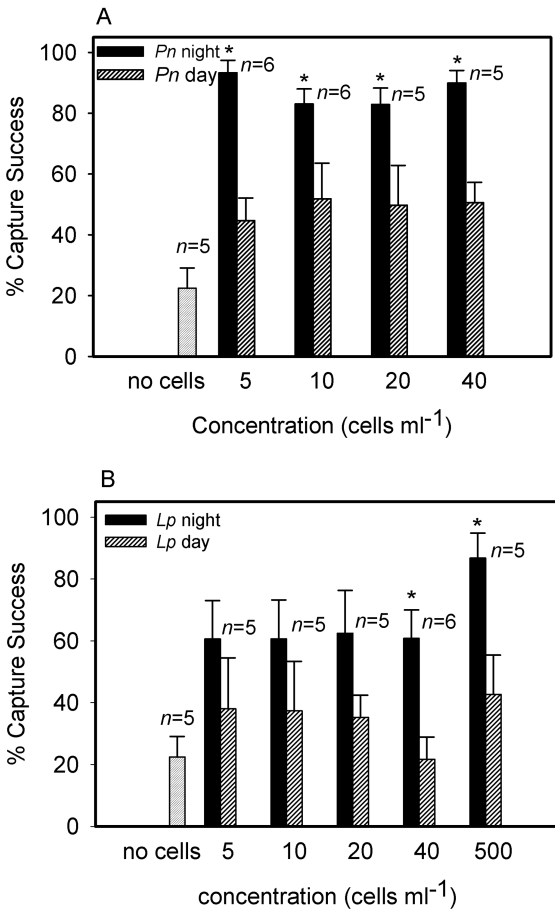 A
100
80
60
40
20
0
% Capture Success
Pn night
Pn day
n=5
* n=6
* n=6
* n=5
* n=5
no cells 5 10 20 40
Concentration (cells ml-1)
B
100
80
60
40
20
0
% Capture Success
Lp night
Lp day
n=5
n=5
n=5
n=5
* n=6
* n=5
no cells 5 10 20 40 500
concentration (cells ml-1)